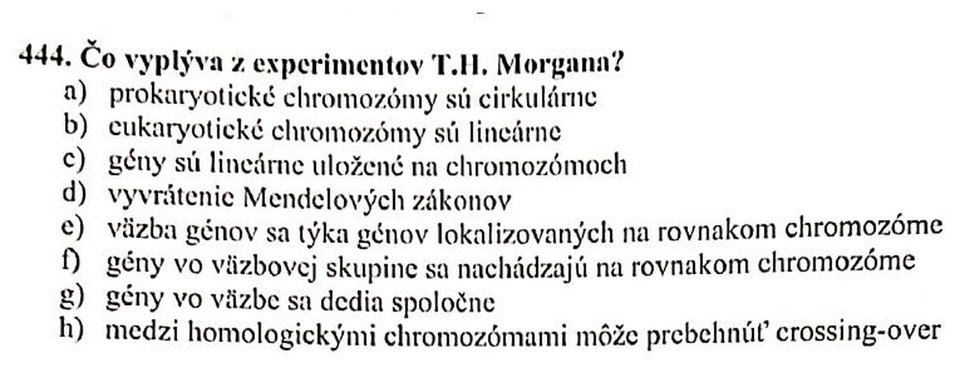 444. Čo vyplýva z experimentov T.H. Morgana?
a) prokaryotické chromozómy sú cirkulárne
b) eukaryotické chromozómy sú lineárne
c) gény sú lineárne uložené na chromozómoch
d) vyvrátenie Mendelových zákonov
e) väzba génov sa týka génov lokalizovaných na rovnakom chromozóme
f) gény vo väzbovej skupine sa nachádzajú na rovnakom chromozóme
g) gény vo väzbe sa dedia spoločne
h) medzi homologickými chromozómami môže prebehnúť crossing-over